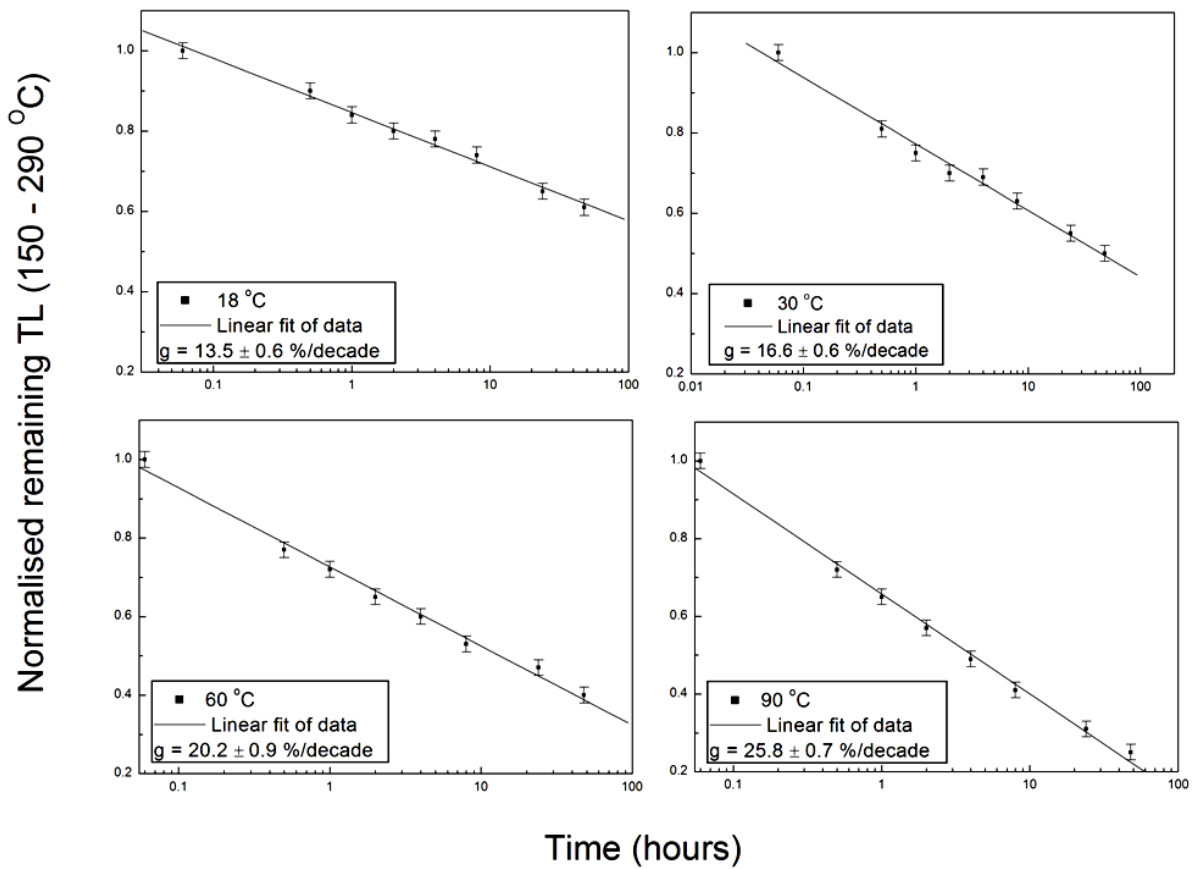 Normalised remaining TL (150 - 290 °C)
1.0
0.8
0.6
0.4
0.2
0.1 1 10 100
18 °C
Linear fit of data
g = 13.5 ± 0.6 %/decade
1.0
0.8
0.6
0.4
0.2
0.01 0.1 1 10 100
30 °C
Linear fit of data
g = 16.6 ± 0.6 %/decade
1.0
0.8
0.6
0.4
0.2
0.1 1 10 100
60 °C
Linear fit of data
g = 20.2 ± 0.9 %/decade
1.0
0.8
0.6
0.4
0.2
0.1 1 10 100
90 °C
Linear fit of data
g = 25.8 ± 0.7 %/decade
Time (hours)